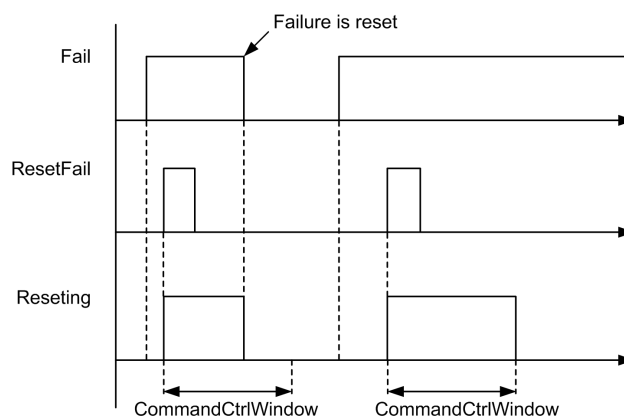 Failure is reset
Fail
ResetFail
Reseting
CommandCtrlWindow
CommandCtrlWindow